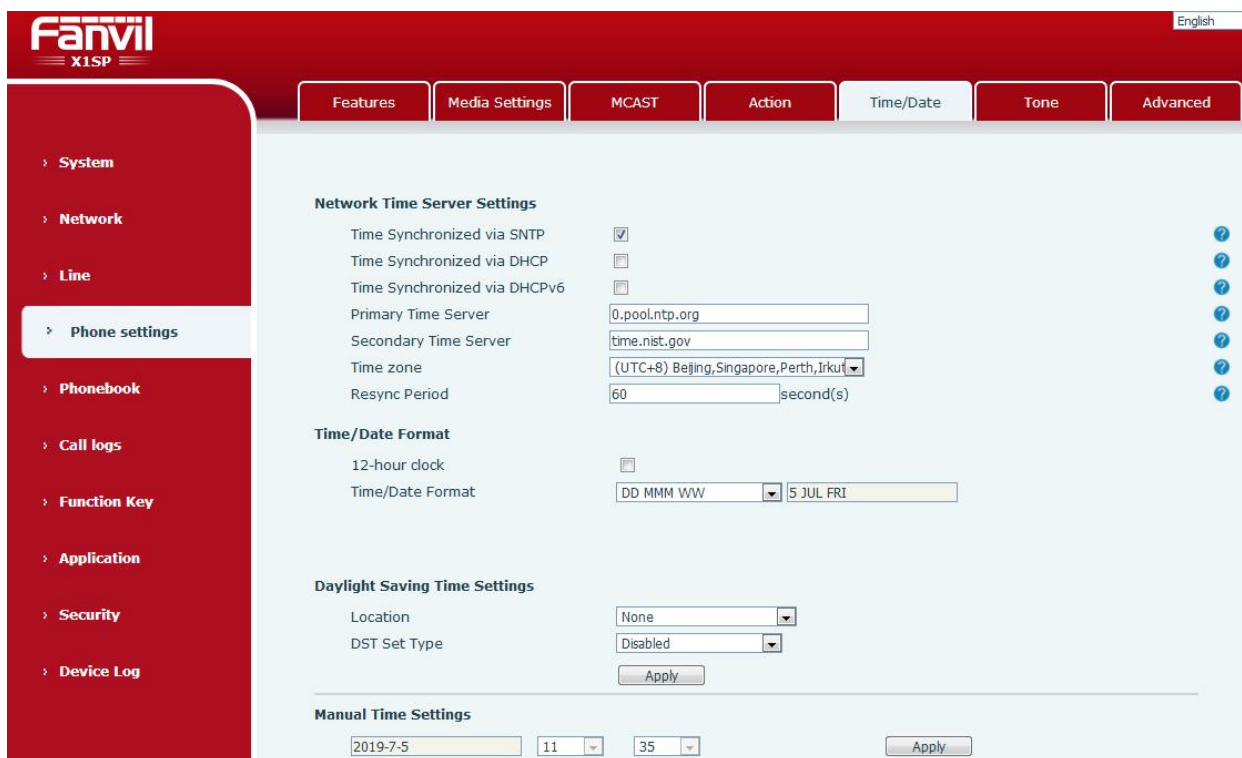 Fanvil
X1SP
English
Features Media Settings MCAST Action Time/Date Tone Advanced
System
Network
Line
Phone settings
Phonebook
Call logs
Function Key
Application
Security
Device Log
Network Time Server Settings
Time Synchronized via SNTP
Time Synchronized via DHCP
Time Synchronized via DHCPv6
Primary Time Server 0.pool.ntp.org
Secondary Time Server time.nist.gov
Time zone (UTC+8) Beijing,Singapore,Perth,Irkut
Resync Period 60 second(s)
Time/Date Format
12-hour clock
Time/Date Format DD MMM WW 5 JUL FRI
Daylight Saving Time Settings
Location None
DST Set Type Disabled
Apply
Manual Time Settings
2019-7-5 11 35 Apply